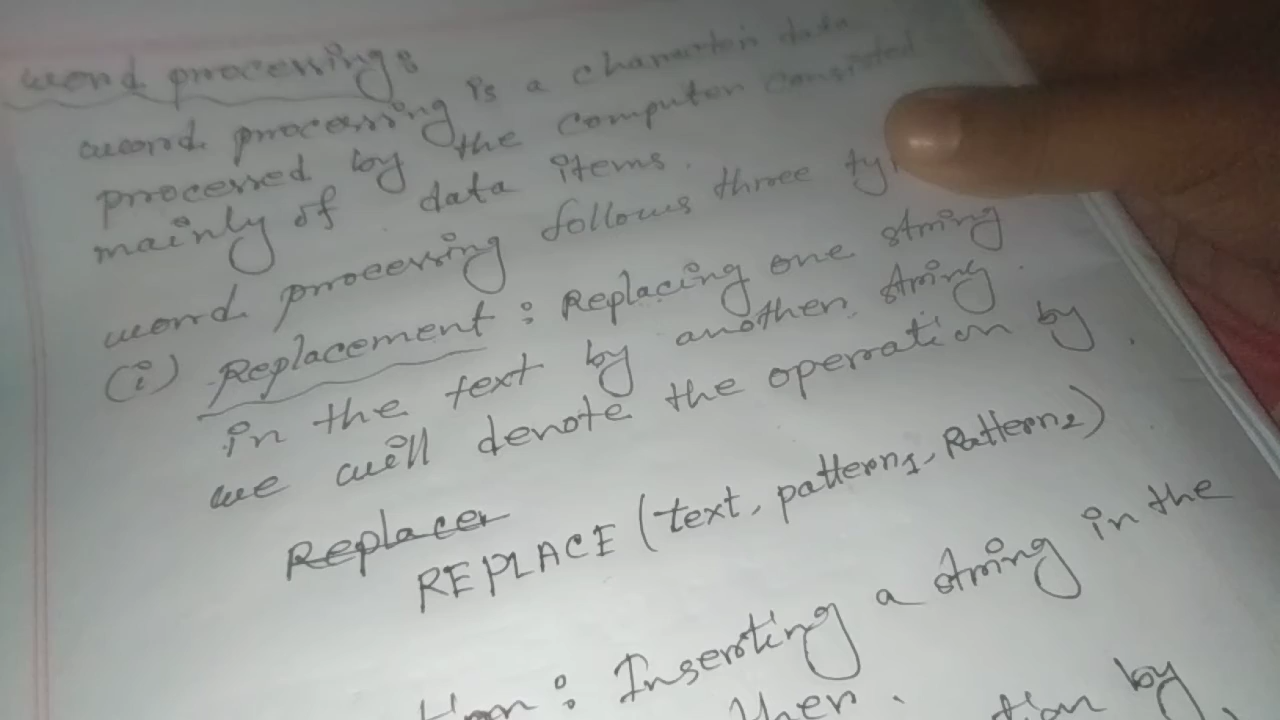 word processing:
word processing is a character data
processed by the computer consisted
mainly of data items.
word processing follows three
(i) Replacement: Replacing one string
in the text by another string.
we will denote the operation by
Replacer
REPLACE (text, pattern1, Pattern2)
: Inserting a string in the
by